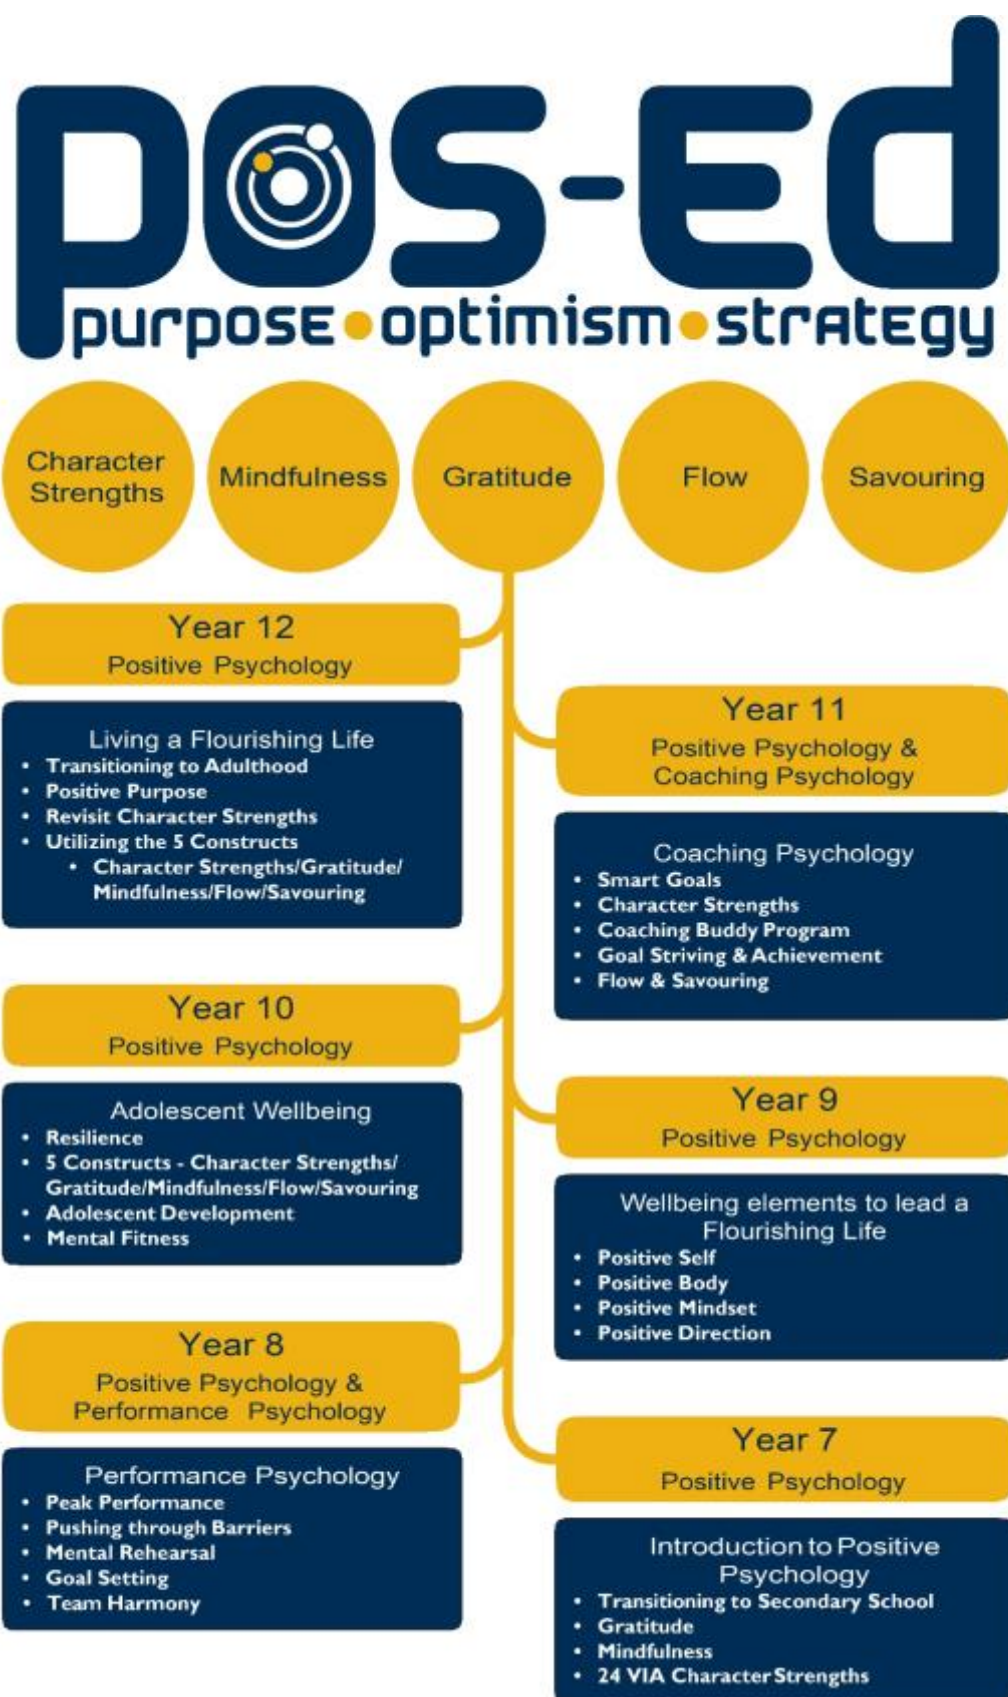 pos-Ed
purpose • optimism • strategy
Character
Strengths
Mindfulness
Gratitude
Flow
Savouring
Year 12
Positive Psychology
Living a Flourishing Life
• Transitioning to Adulthood
• Positive Purpose
• Revisit Character Strengths
• Utilizing the 5 Constructs
• Character Strengths/Gratitude/
Mindfulness/Flow/Savouring
Year 11
Positive Psychology &
Coaching Psychology
Coaching Psychology
• Smart Goals
• Character Strengths
• Coaching Buddy Program
• Goal Striving & Achievement
• Flow & Savouring
Year 10
Positive Psychology
Adolescent Wellbeing
• Resilience
• 5 Constructs - Character Strengths/
Gratitude/Mindfulness/Flow/Savouring
• Adolescent Development
• Mental Fitness
Year 9
Positive Psychology
Wellbeing elements to lead a
Flourishing Life
• Positive Self
• Positive Body
• Positive Mindset
• Positive Direction
Year 8
Positive Psychology &
Performance Psychology
Performance Psychology
• Peak Performance
• Pushing through Barriers
• Mental Rehearsal
• Goal Setting
• Team Harmony
Year 7
Positive Psychology
Introduction to Positive
Psychology
• Transitioning to Secondary School
• Gratitude
• Mindfulness
• 24 VIA Character Strengths